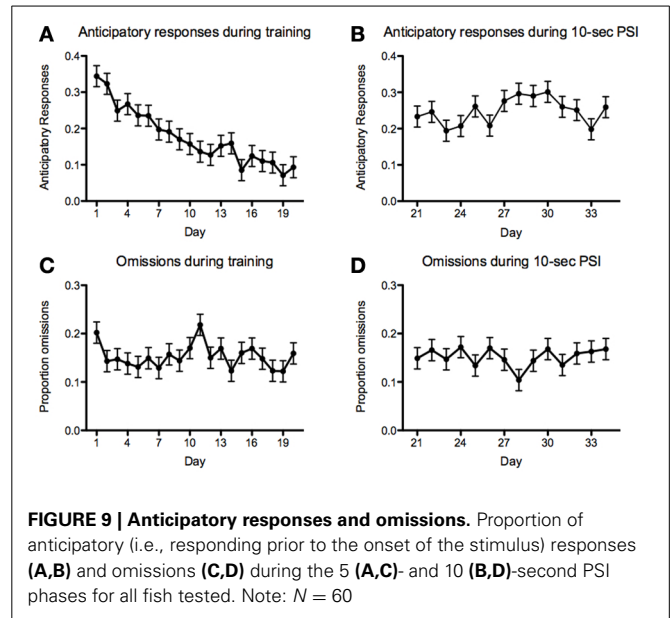 A Anticipatory responses during training
Anticipatory Responses
0.4
0.3
0.2
0.1
0.0
1 4 7 10 13 16 19
Day
B Anticipatory responses during 10-sec PSI
Anticipatory Responses
0.4
0.3
0.2
0.1
0.0
21 24 27 30 33
Day
C Omissions during training
Proportion omissions
0.3
0.2
0.1
0.0
1 4 7 10 13 16 19
Day
D Omissions during 10-sec PSI
Proportion omissions
0.3
0.2
0.1
0.0
21 24 27 30 33
Day
FIGURE 9 | Anticipatory responses and omissions. Proportion of
anticipatory (i.e., responding prior to the onset of the stimulus) responses
(A,B) and omissions (C,D) during the 5 (A,C)- and 10 (B,D)-second PSI
phases for all fish tested. Note: N = 60